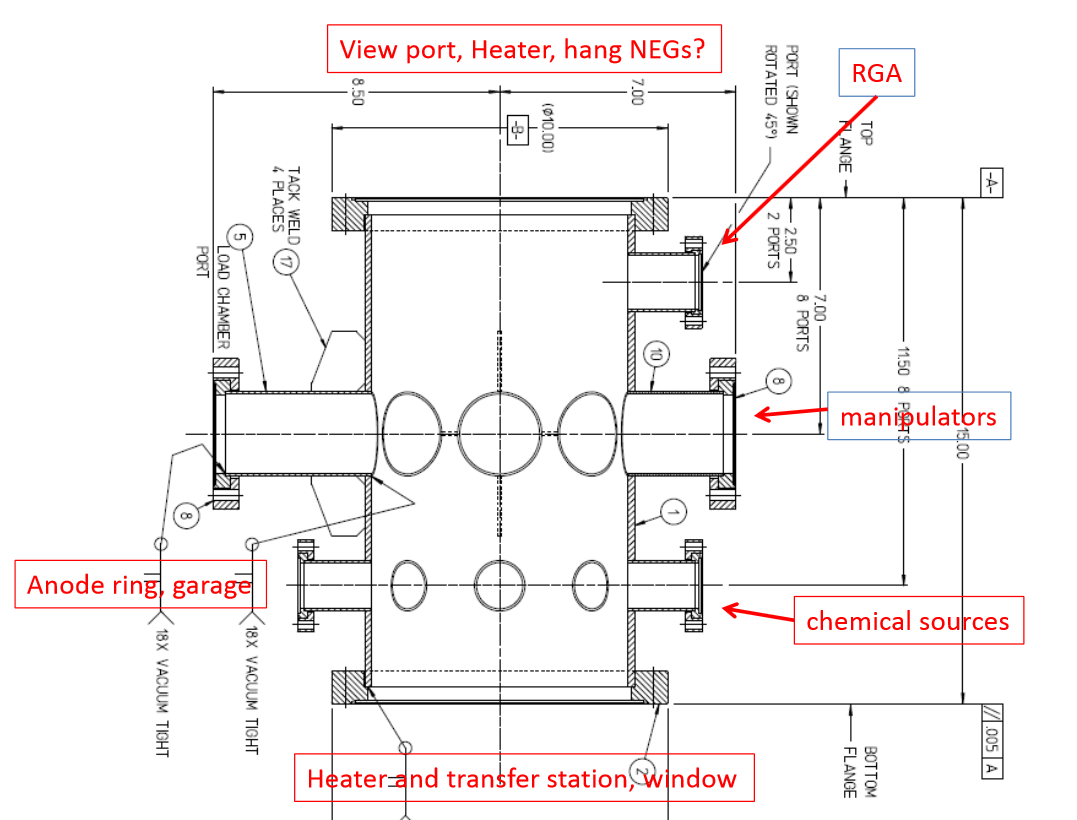 View port, Heater, hang NEGs?
RGA
8.50
7.00
(ø10.00)
-B-
PORT (SHOWN
ROTATED 45°)
TOP
FLANGE
-A-
2.50
2 PORTS
7.00
8 PORTS
11.50 8 PORTS
15.00
TACK WELD
4 PLACES
17
5
LOAD CHAMBER
PORT
10
8
manipulators
8
1
Anode ring, garage
chemical sources
18X VACUUM TIGHT
18X VACUUM TIGHT
2
Heater and transfer station, window
BOTTOM
FLANGE
// .005 A